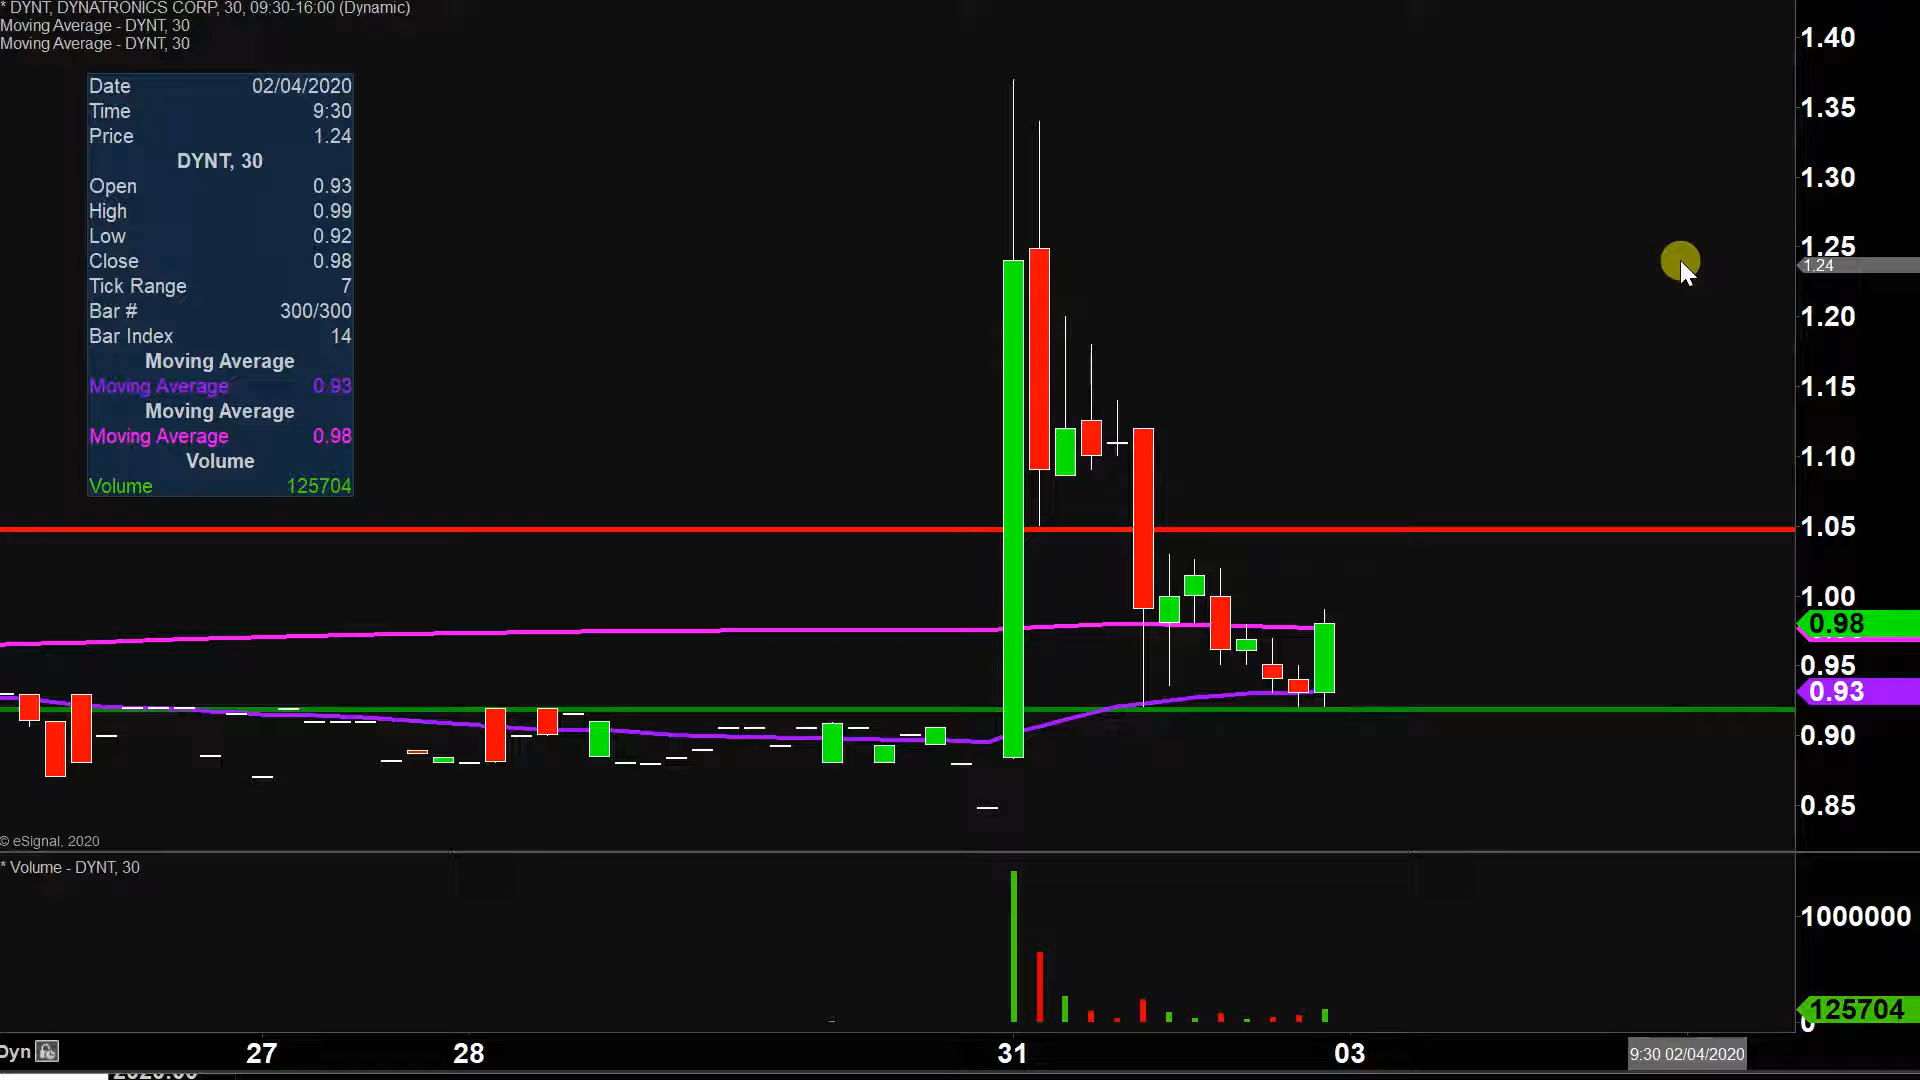 * DYNT, DYNATRONICS CORP, 30, 09:30-16:00 (Dynamic)
Moving Average - DYNT, 30
Moving Average - DYNT, 30
Date 02/04/2020
Time 9:30
Price 1.24
DYNT, 30
Open 0.93
High 0.99
Low 0.92
Close 0.98
Tick Range 7
Bar # 300/300
Bar Index 14
Moving Average
Moving Average 0.93
Moving Average
Moving Average 0.98
Volume
Volume 125704
1.40
1.35
1.30
1.25
1.24
1.20
1.15
1.10
1.05
1.00
0.98
0.95
0.93
0.90
0.85
© eSignal, 2020
* Volume - DYNT, 30
1000000
125704
0
Dyn 27 28 31 03 9:30 02/04/2020